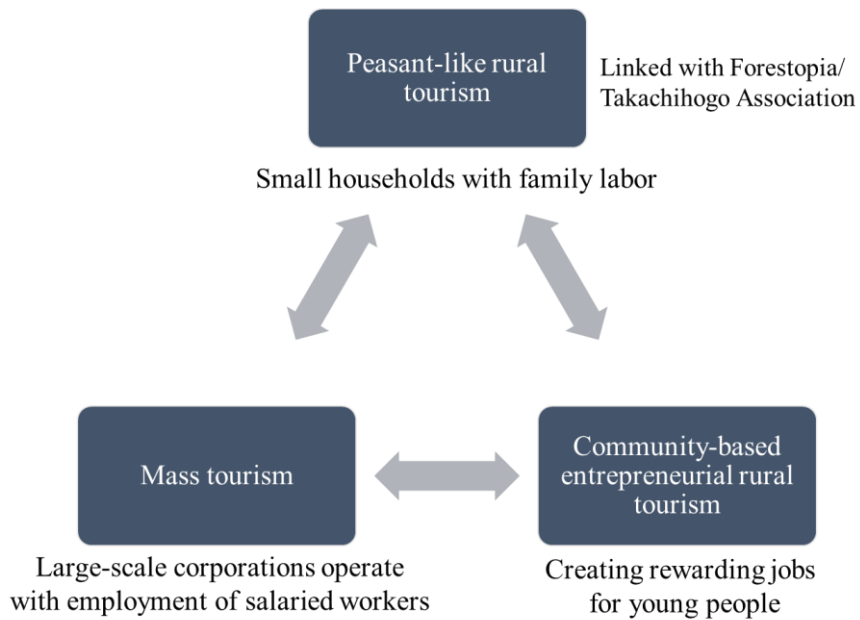 Peasant-like rural
tourism
Linked with Forestopia/
Takachihogo Association
Small households with family labor
Mass tourism
Community-based
entrepreneurial rural
tourism
Large-scale corporations operate
with employment of salaried workers
Creating rewarding jobs
for young people